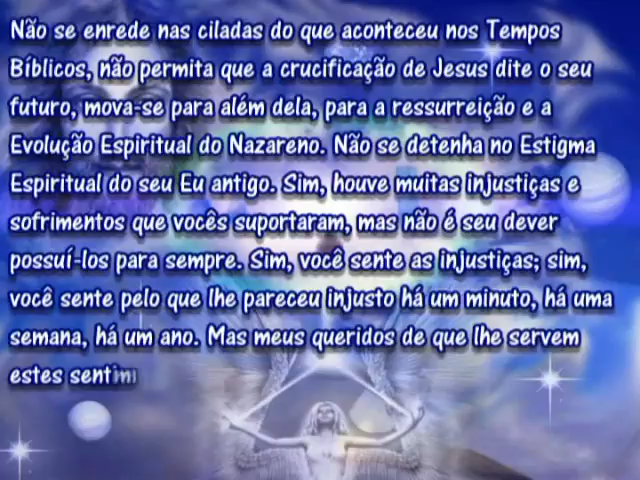 Não se enrede nas ciladas do que aconteceu nos Tempos
Bíblicos, não permita que a crucificação de Jesus dite o seu
futuro, mova-se para além dela, para a ressurreição e a
Evolução Espiritual do Nazareno. Não se detenha no Estigma
Espiritual do seu Eu antigo. Sim, houve muitas injustiças e
sofrimentos que vocês suportaram, mas não é seu dever
possuí-los para sempre. Sim, você sente as injustiças; sim,
você sente pelo que lhe pareceu injusto há um minuto, há uma
semana, há um ano. Mas meus queridos de que lhe servem
estes sentim